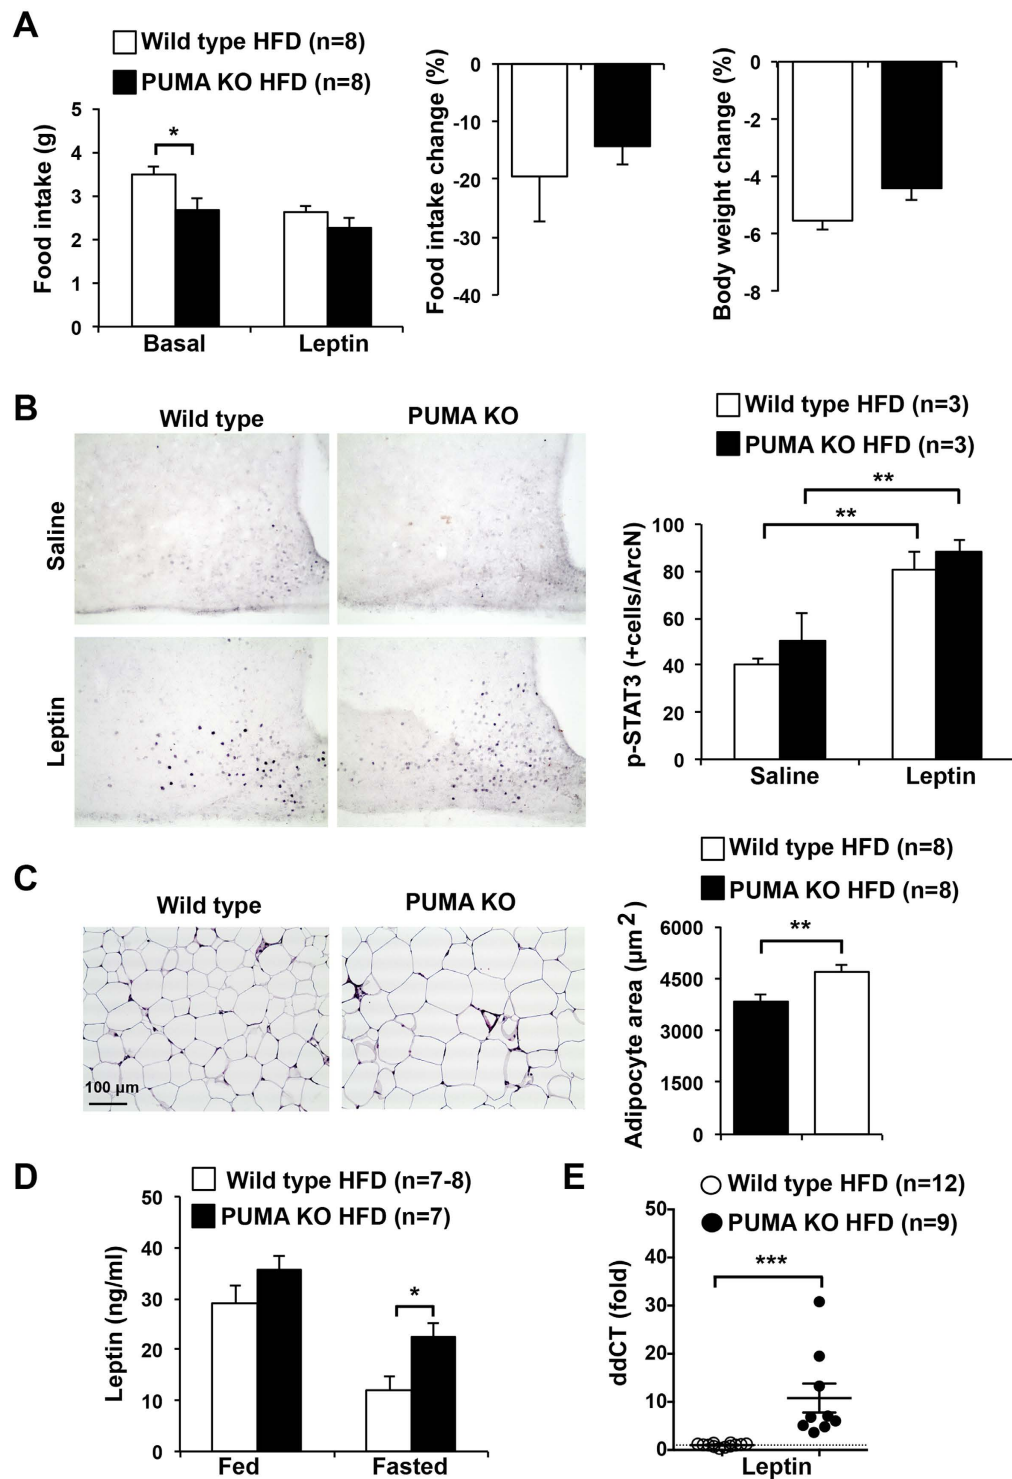 A
Wild type HFD (n=8)
PUMA KO HFD (n=8)
Food intake (g)
5
4
3
2
1
0
*
Basal
Leptin
Food intake change (%)
0
-10
-20
-30
-40
Body weight change (%)
0
-2
-4
-6
-8
B
Wild type
PUMA KO
Saline
Leptin
Wild type HFD (n=3)
PUMA KO HFD (n=3)
p-STAT3 (+cells/ArcN)
100
80
60
40
20
0
**
**
Saline
Leptin
C
Wild type
PUMA KO
100 µm
Wild type HFD (n=8)
PUMA KO HFD (n=8)
Adipocyte area (µm²)
6000
4500
3000
1500
0
**
D
Wild type HFD (n=7-8)
PUMA KO HFD (n=7)
Leptin (ng/ml)
50
40
30
20
10
0
*
Fed
Fasted
E
Wild type HFD (n=12)
PUMA KO HFD (n=9)
ddCT (fold)
50
40
30
20
10
0
***
Leptin